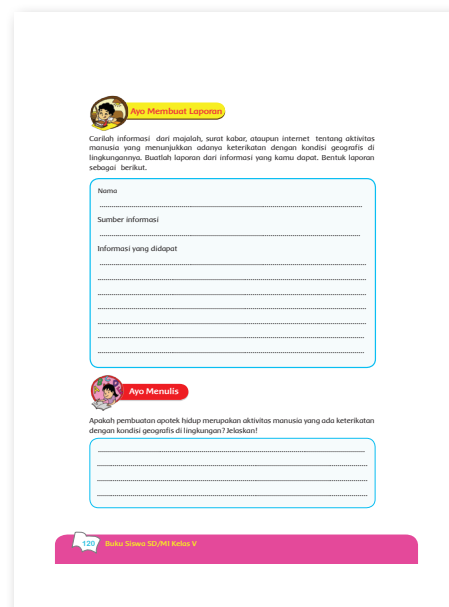 Ayo Membuat Laporan
Carilah informasi dari majalah, surat kabar, ataupun internet tentang aktivitas
manusia yang menunjukkan adanya keterikatan dengan kondisi geografis di
lingkungannya. Buatlah laporan dari informasi yang kamu dapat. Bentuk laporan
sebagai berikut.
Nama
Sumber informasi
Informasi yang didapat
Ayo Menulis
Apakah pembuatan apotek hidup merupakan aktivitas manusia yang ada keterikatan
dengan kondisi geografis di lingkungan? Jelaskan!
120 Buku Siswa SD/MI Kelas V